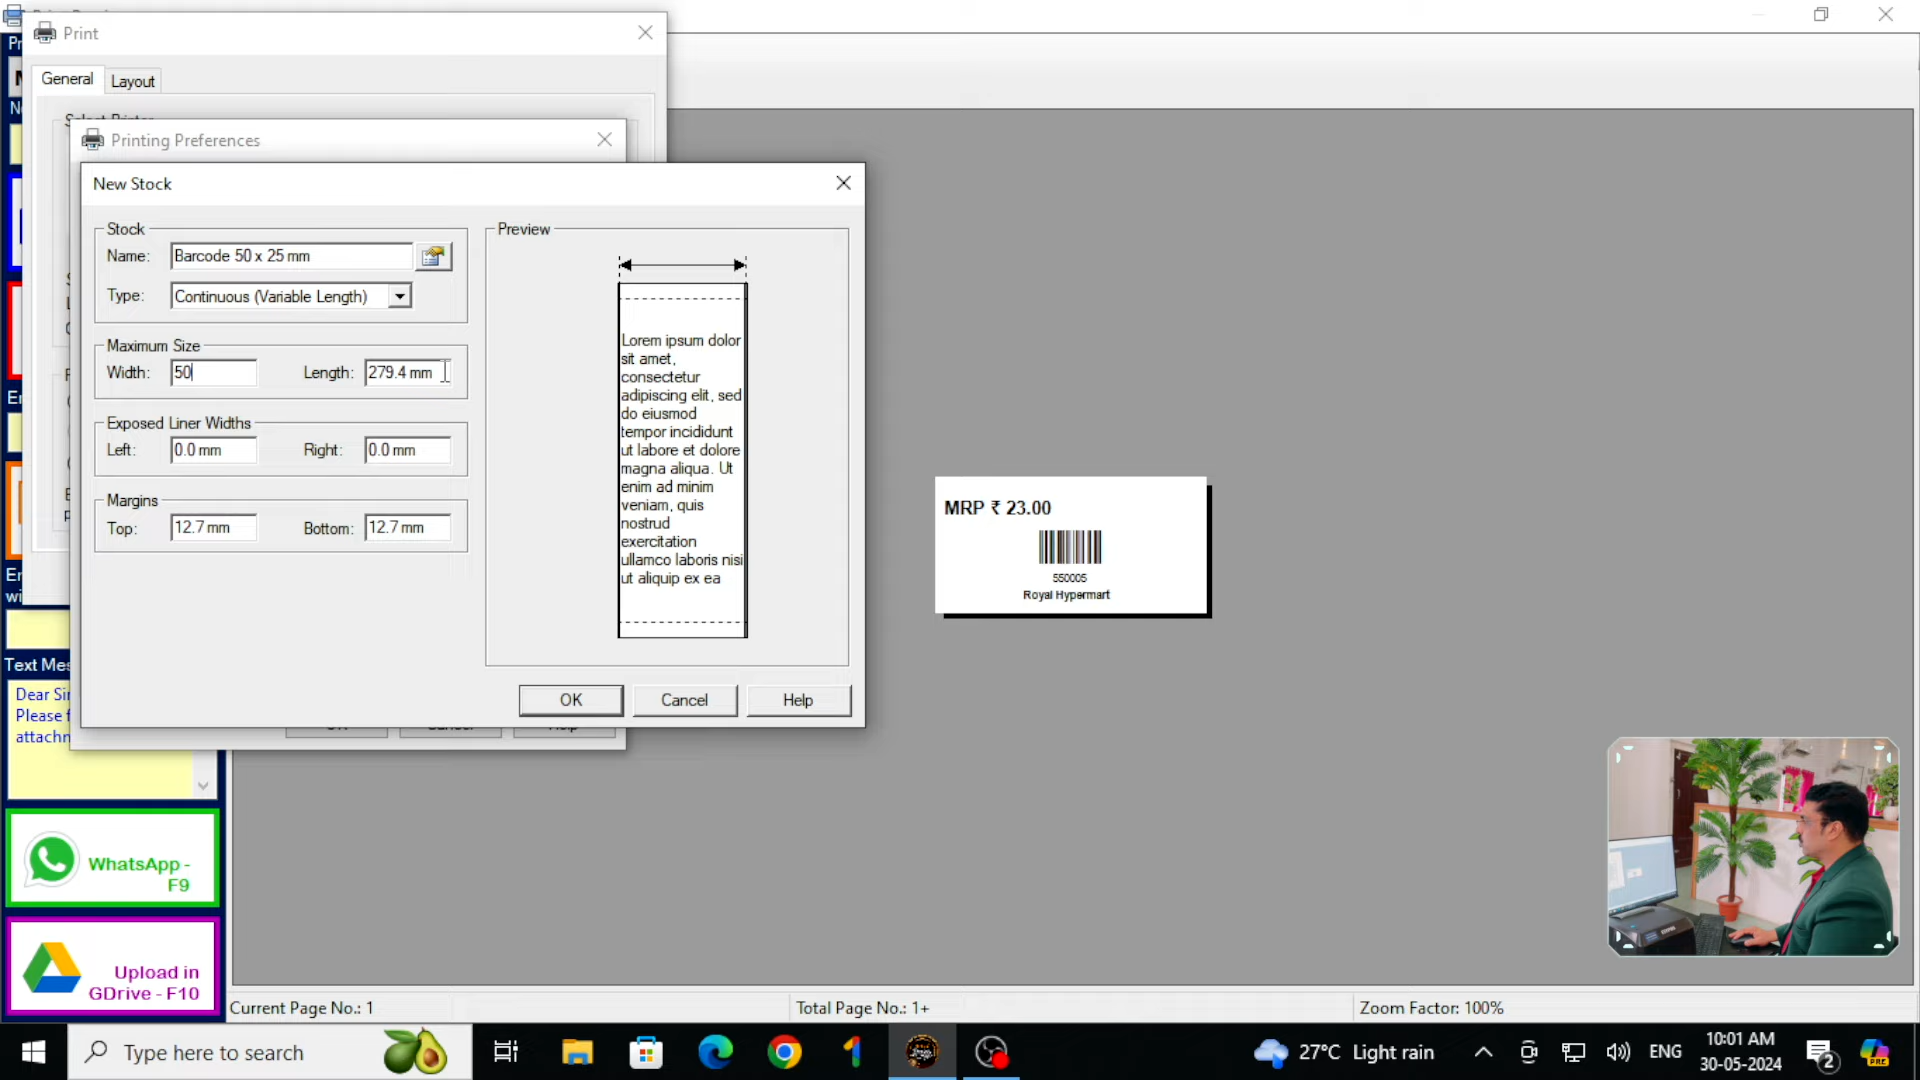 Print
General
Layout
Printing Preferences
New Stock
Stock
Name:
Barcode 50 x 25 mm
Type:
Continuous (Variable Length)
Maximum Size
Width:
50
Length:
279.4 mm
Exposed Liner Widths
Left:
0.0 mm
Right:
0.0 mm
Margins
Top:
12.7 mm
Bottom:
12.7 mm
Preview
Lorem ipsum dolor
sit amet,
consectetur
adipiscing elit, sed
do eiusmod
tempor incididunt
ut labore et dolore
magna aliqua. Ut
enim ad minim
veniam, quis
nostrud
exercitation
ullamco laboris nisi
ut aliquip ex ea
OK
Cancel
Help
MRP ₹ 23.00
550005
Royal Hypermart
Text Mes
Dear Sir
Please f
attachn
WhatsApp -
F9
Upload in
GDrive - F10
Current Page No.: 1
Total Page No.: 1+
Zoom Factor: 100%
Type here to search
27°C Light rain
ENG
10:01 AM
30-05-2024
2
PRE